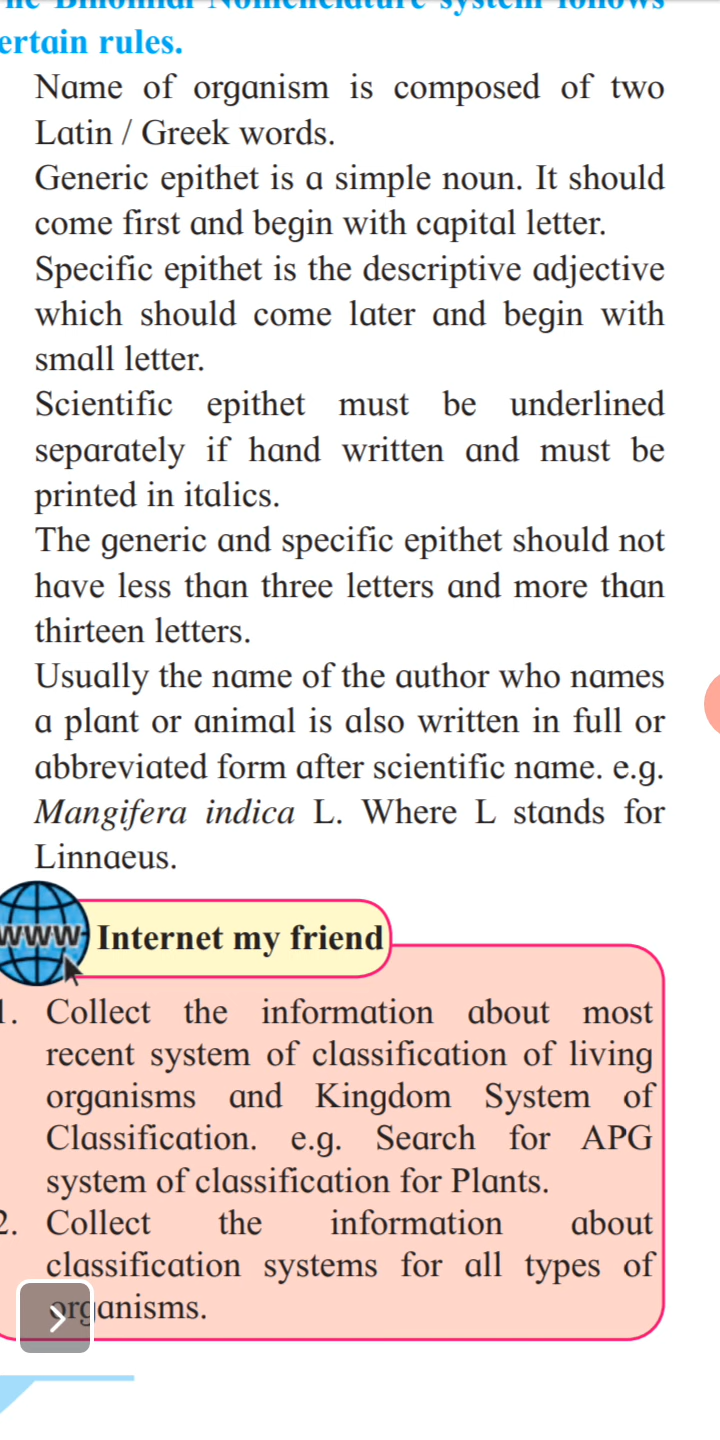 ertain rules.
Name of organism is composed of two
Latin / Greek words.
Generic epithet is a simple noun. It should
come first and begin with capital letter.
Specific epithet is the descriptive adjective
which should come later and begin with
small letter.
Scientific epithet must be underlined
separately if hand written and must be
printed in italics.
The generic and specific epithet should not
have less than three letters and more than
thirteen letters.
Usually the name of the author who names
a plant or animal is also written in full or
abbreviated form after scientific name. e.g.
Mangifera indica L. Where L stands for
Linnaeus.
www Internet my friend
1. Collect the information about most
recent system of classification of living
organisms and Kingdom System of
Classification. e.g. Search for APG
system of classification for Plants.
2. Collect the information about
classification systems for all types of
organisms.